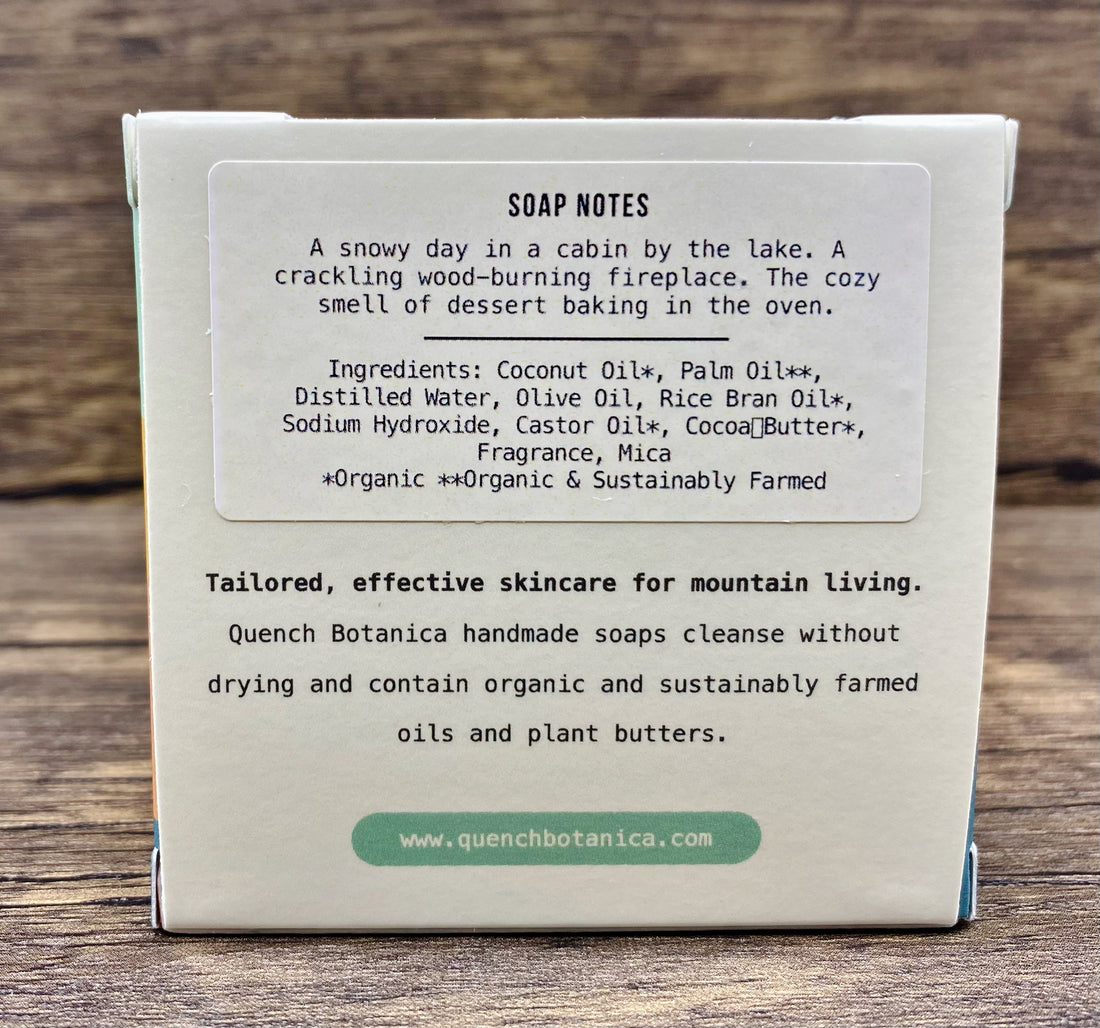 SOAP NOTES
A snowy day in a cabin by the lake. A
crackling wood-burning fireplace. The cozy
smell of dessert baking in the oven.
Ingredients: Coconut Oil*, Palm Oil**,
Distilled Water, Olive Oil, Rice Bran Oil*,
Sodium Hydroxide, Castor Oil*, Cocoa▯Butter*,
Fragrance, Mica
*Organic **Organic & Sustainably Farmed
Tailored, effective skincare for mountain living.
Quench Botanica handmade soaps cleanse without
drying and contain organic and sustainably farmed
oils and plant butters.
www.quenchbotanica.com